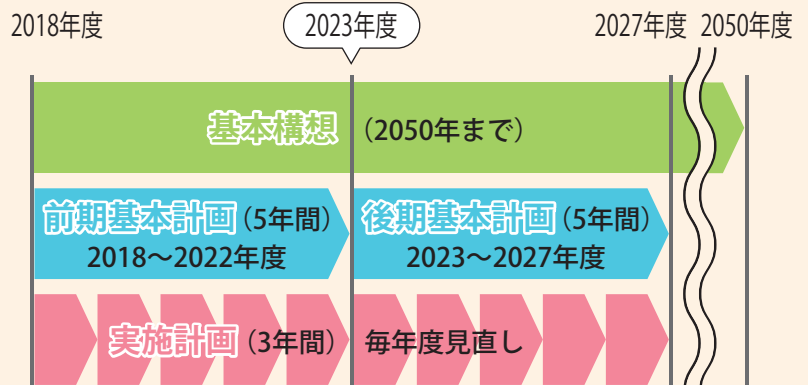 2018年度 2023年度 2027年度 2050年度
基本構想（2050年まで）
前期基本計画（5年間）
2018～2022年度
後期基本計画（5年間）
2023～2027年度
実施計画（3年間） 毎年度見直し